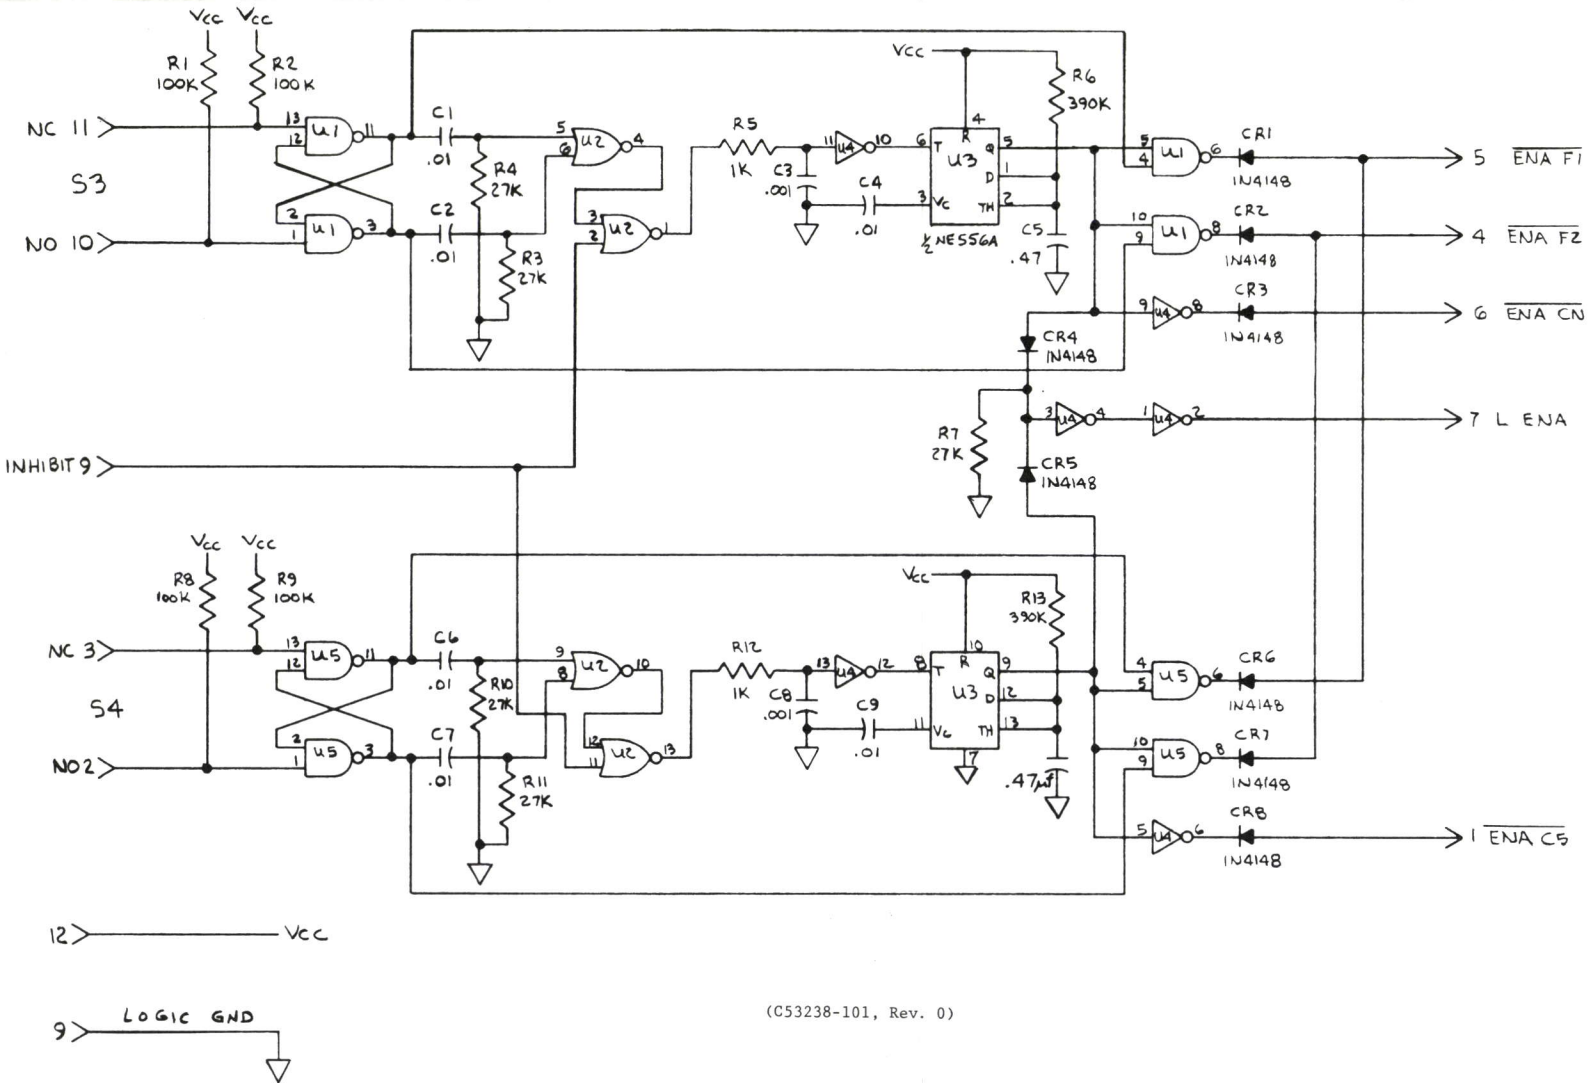 Vcc Vcc
R1 100K
R2 100K
NC 11
13 12 U1 11
S3
2 1 U1 3
NO 10
C1 .01
R4 27K
C2 .01
R3 27K
5 6 U2 4
3 2 U2 1
R5 1K
C3 .001
11 U4 10
C4 .01
Vcc
R6 390K
4 R
6 T Q 5
U3
D 1
3 Vc TH 2
1/2 NE556A
C5 .47
5 4 U1 6
CR1 1N4148
5 ENA F1
10 9 U1 8
CR2 1N4148
4 ENA F2
9 U4 8
CR3 1N4148
6 ENA CN
CR4 1N4148
R7 27K
3 U4 4
1 U4 2
7 L ENA
CR5 1N4148
INHIBIT 9
Vcc Vcc
R8 100K
R9 100K
NC 3
13 12 U5 11
S4
2 1 U5 3
NO 2
C6 .01
R10 27K
C7 .01
R11 27K
9 8 U2 10
12 11 U2 13
R12 1K
C8 .001
13 U4 12
C9 .01
Vcc
R13 390K
10 R
8 T Q 9
U3
D 12
11 VC TH 13
7
.47µf
4 5 U5 6
CR6 1N4148
10 9 U5 8
CR7 1N4148
5 U4 6
CR8 1N4148
1 ENA C5
12 Vcc
9 LOGIC GND
(C53238-101, Rev. 0)